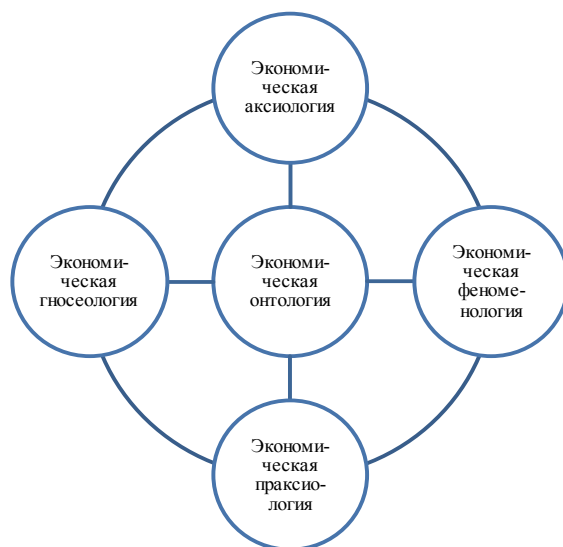 Экономи-
ческая
аксиология
Экономи-
ческая
гносеология
Экономи-
ческая
онтология
Экономи-
ческая
феноме-
нология
Экономи-
ческая
праксио-
логия